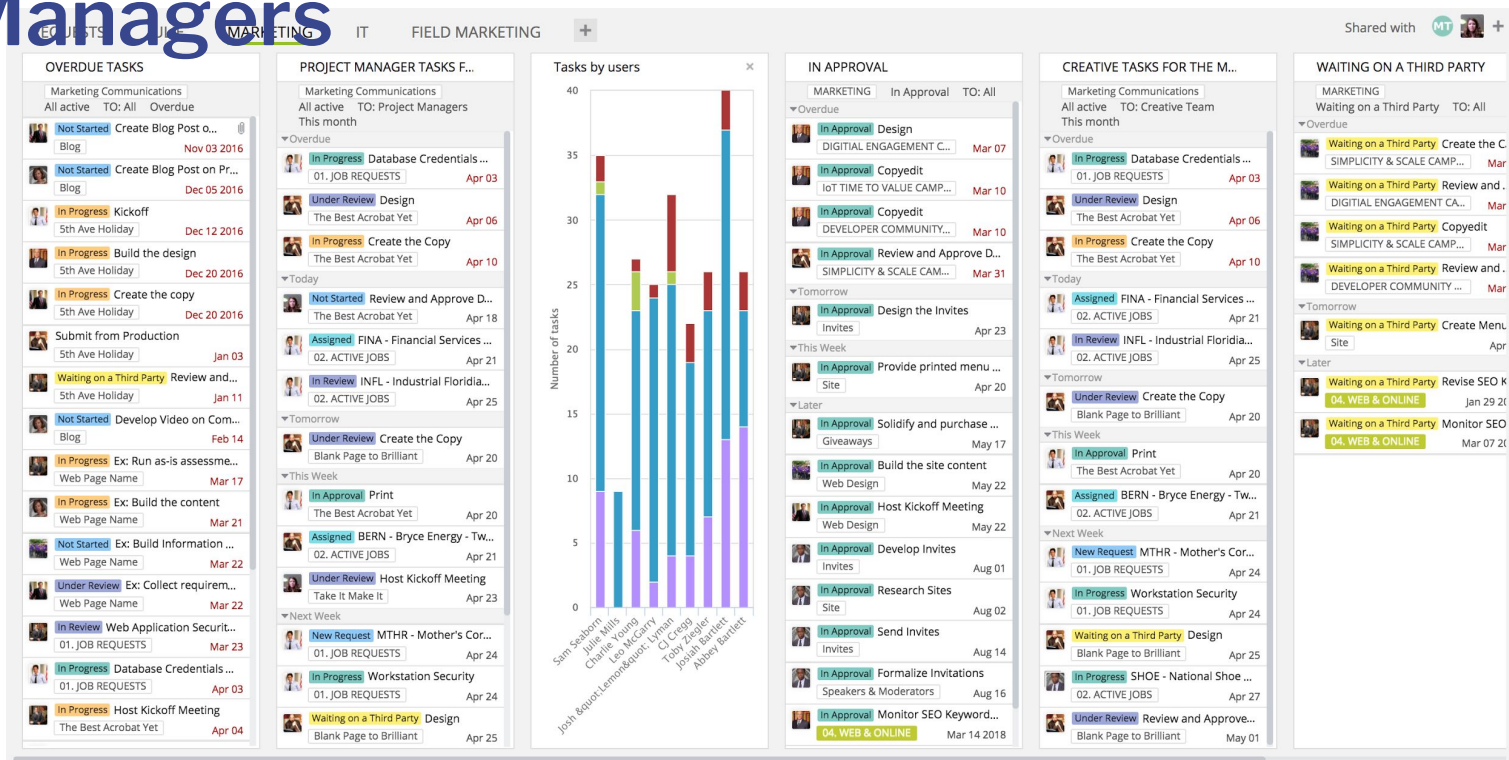 Managers
MARKETING
IT
FIELD MARKETING
+
Shared with
MT
+
OVERDUE TASKS
Marketing Communications
All active TO: All Overdue
Not Started Create Blog Post o...
Blog Nov 03 2016
Not Started Create Blog Post on Pr...
Blog Dec 05 2016
In Progress Kickoff
5th Ave Holiday Dec 12 2016
In Progress Build the design
5th Ave Holiday Dec 20 2016
In Progress Create the copy
5th Ave Holiday Dec 20 2016
Submit from Production
5th Ave Holiday Jan 03
Waiting on a Third Party Review and...
5th Ave Holiday Jan 11
Not Started Develop Video on Com...
Blog Feb 14
In Progress Ex: Run as-is assessme...
Web Page Name Mar 17
In Progress Ex: Build the content
Web Page Name Mar 21
Not Started Ex: Build Information ...
Web Page Name Mar 22
Under Review Ex: Collect requirem...
Web Page Name Mar 22
In Review Web Application Securit...
01. JOB REQUESTS Mar 23
In Progress Database Credentials ...
01. JOB REQUESTS Apr 03
In Progress Host Kickoff Meeting
The Best Acrobat Yet Apr 04
PROJECT MANAGER TASKS F...
Marketing Communications
All active TO: Project Managers
This month
Overdue
In Progress Database Credentials ...
01. JOB REQUESTS Apr 03
Under Review Design
The Best Acrobat Yet Apr 06
In Progress Create the Copy
The Best Acrobat Yet Apr 10
Today
Not Started Review and Approve D...
The Best Acrobat Yet Apr 18
Assigned FINA - Financial Services ...
02. ACTIVE JOBS Apr 21
In Review INFL - Industrial Floridia...
02. ACTIVE JOBS Apr 25
Tomorrow
Under Review Create the Copy
Blank Page to Brilliant Apr 20
This Week
In Approval Print
The Best Acrobat Yet Apr 20
Assigned BERN - Bryce Energy - Tw...
02. ACTIVE JOBS Apr 21
Under Review Host Kickoff Meeting
Take It Make It Apr 23
Next Week
New Request MTHR - Mother's Cor...
01. JOB REQUESTS Apr 24
In Progress Workstation Security
01. JOB REQUESTS Apr 24
Waiting on a Third Party Design
Blank Page to Brilliant Apr 25
Tasks by users ×
40
35
30
25
20
15
10
5
0
Number of tasks
Sam Seaborn
Julie Mills
Charlie Young
Leo McGarry
Josh &quot;Lemon&quot; Lyman
CJ Cregg
Toby Ziegler
Josiah Bartlett
Abbey Bartlett
IN APPROVAL
MARKETING In Approval TO: All
Overdue
In Approval Design
DIGITIAL ENGAGEMENT C... Mar 07
In Approval Copyedit
IoT TIME TO VALUE CAMP... Mar 10
In Approval Copyedit
DEVELOPER COMMUNITY... Mar 10
In Approval Review and Approve D...
SIMPLICITY & SCALE CAM... Mar 31
Tomorrow
In Approval Design the Invites
Invites Apr 23
This Week
In Approval Provide printed menu ...
Site Apr 20
Later
In Approval Solidify and purchase ...
Giveaways May 17
In Approval Build the site content
Web Design May 22
In Approval Host Kickoff Meeting
Web Design May 22
In Approval Develop Invites
Invites Aug 01
In Approval Research Sites
Site Aug 02
In Approval Send Invites
Invites Aug 14
In Approval Formalize Invitations
Speakers & Moderators Aug 16
In Approval Monitor SEO Keyword...
04. WEB & ONLINE Mar 14 2018
CREATIVE TASKS FOR THE M...
Marketing Communications
All active TO: Creative Team
This month
Overdue
In Progress Database Credentials ...
01. JOB REQUESTS Apr 03
Under Review Design
The Best Acrobat Yet Apr 06
In Progress Create the Copy
The Best Acrobat Yet Apr 10
Today
Assigned FINA - Financial Services ...
02. ACTIVE JOBS Apr 21
In Review INFL - Industrial Floridia...
02. ACTIVE JOBS Apr 25
Tomorrow
Under Review Create the Copy
Blank Page to Brilliant Apr 20
This Week
In Approval Print
The Best Acrobat Yet Apr 20
Assigned BERN - Bryce Energy - Tw...
02. ACTIVE JOBS Apr 21
Next Week
New Request MTHR - Mother's Cor...
01. JOB REQUESTS Apr 24
In Progress Workstation Security
01. JOB REQUESTS Apr 24
Waiting on a Third Party Design
Blank Page to Brilliant Apr 25
In Progress SHOE - National Shoe ...
02. ACTIVE JOBS Apr 27
Under Review Review and Approve...
Blank Page to Brilliant May 01
WAITING ON A THIRD PARTY
MARKETING
Waiting on a Third Party TO: All
Overdue
Waiting on a Third Party Create the C
SIMPLICITY & SCALE CAMP... Mar
Waiting on a Third Party Review and .
DIGITIAL ENGAGEMENT CA... Mar
Waiting on a Third Party Copyedit
SIMPLICITY & SCALE CAMP... Mar
Waiting on a Third Party Review and .
DEVELOPER COMMUNITY ... Mar
Tomorrow
Waiting on a Third Party Create Menu
Site Apr
Later
Waiting on a Third Party Revise SEO K
04. WEB & ONLINE Jan 29 20
Waiting on a Third Party Monitor SEO
04. WEB & ONLINE Mar 07 20